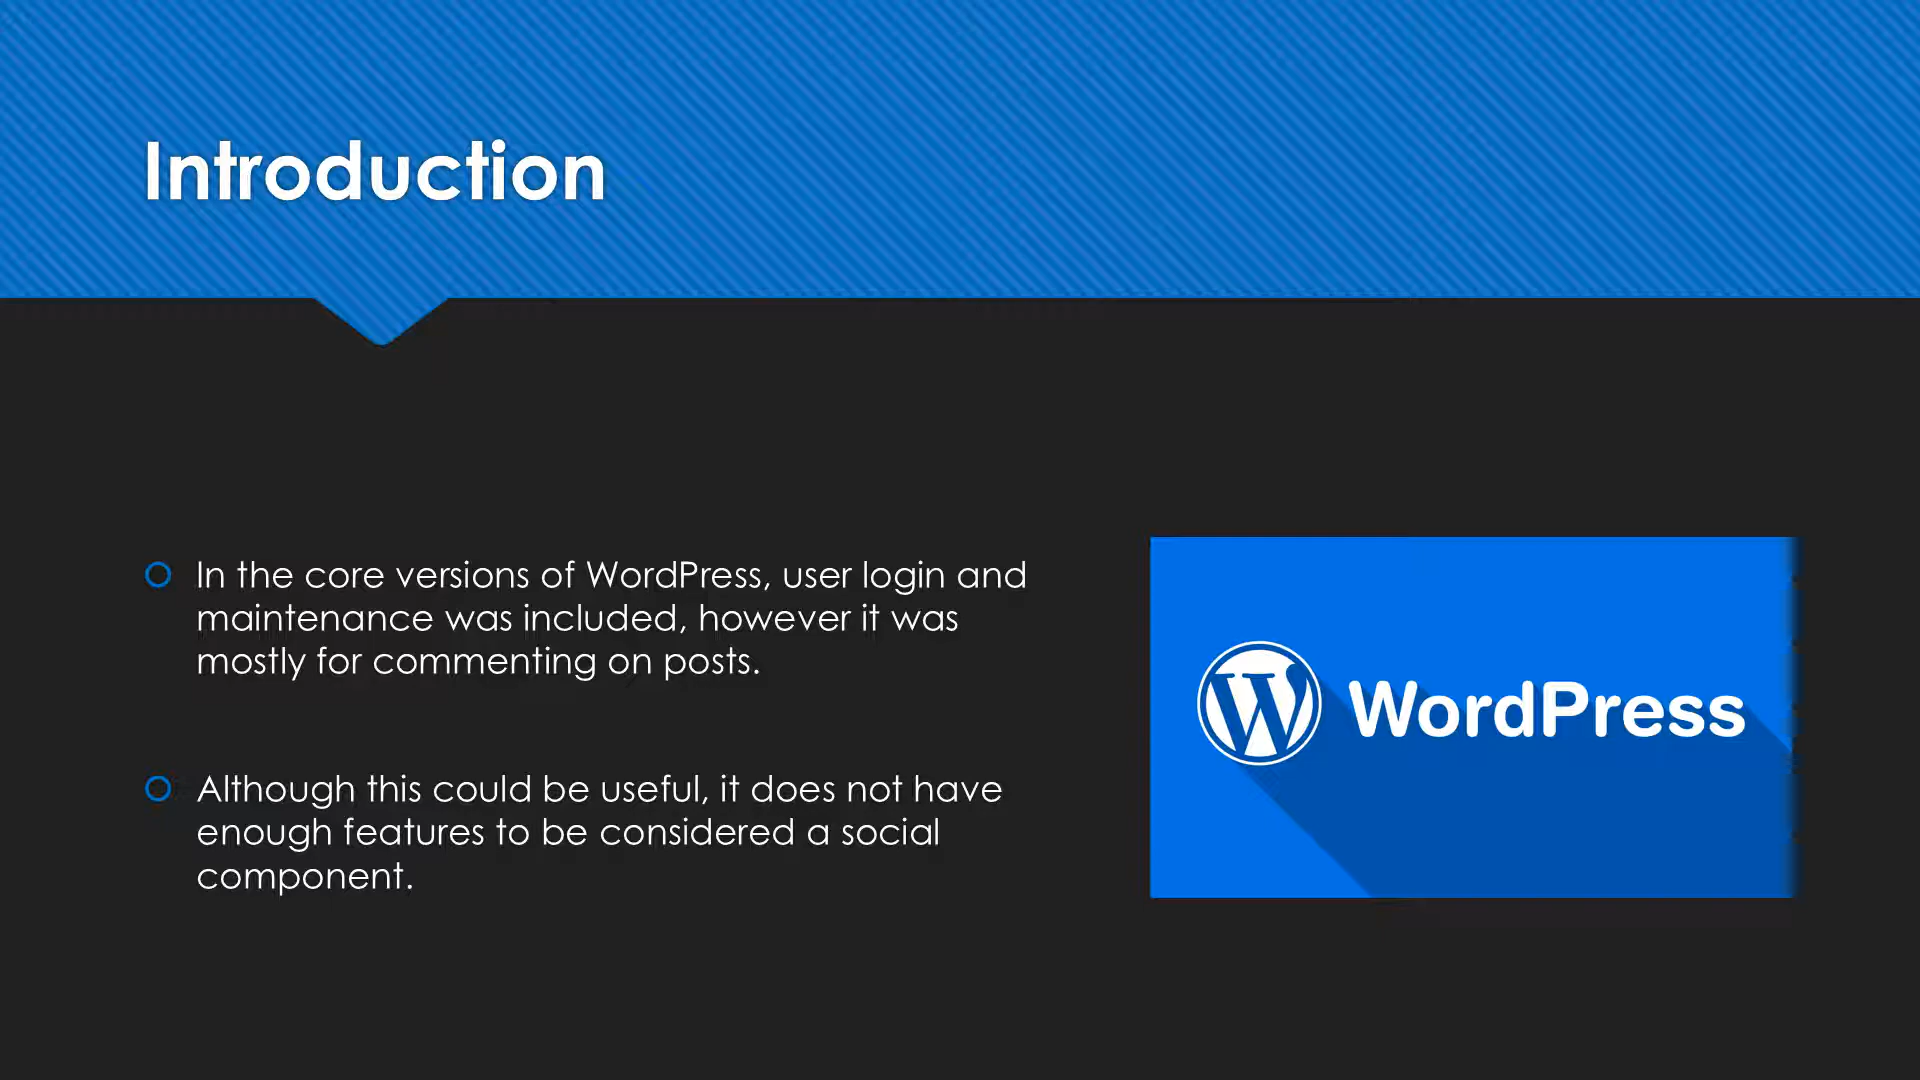 Introduction
In the core versions of WordPress, user login and
maintenance was included, however it was
mostly for commenting on posts.
Although this could be useful, it does not have
enough features to be considered a social
component.
WordPress